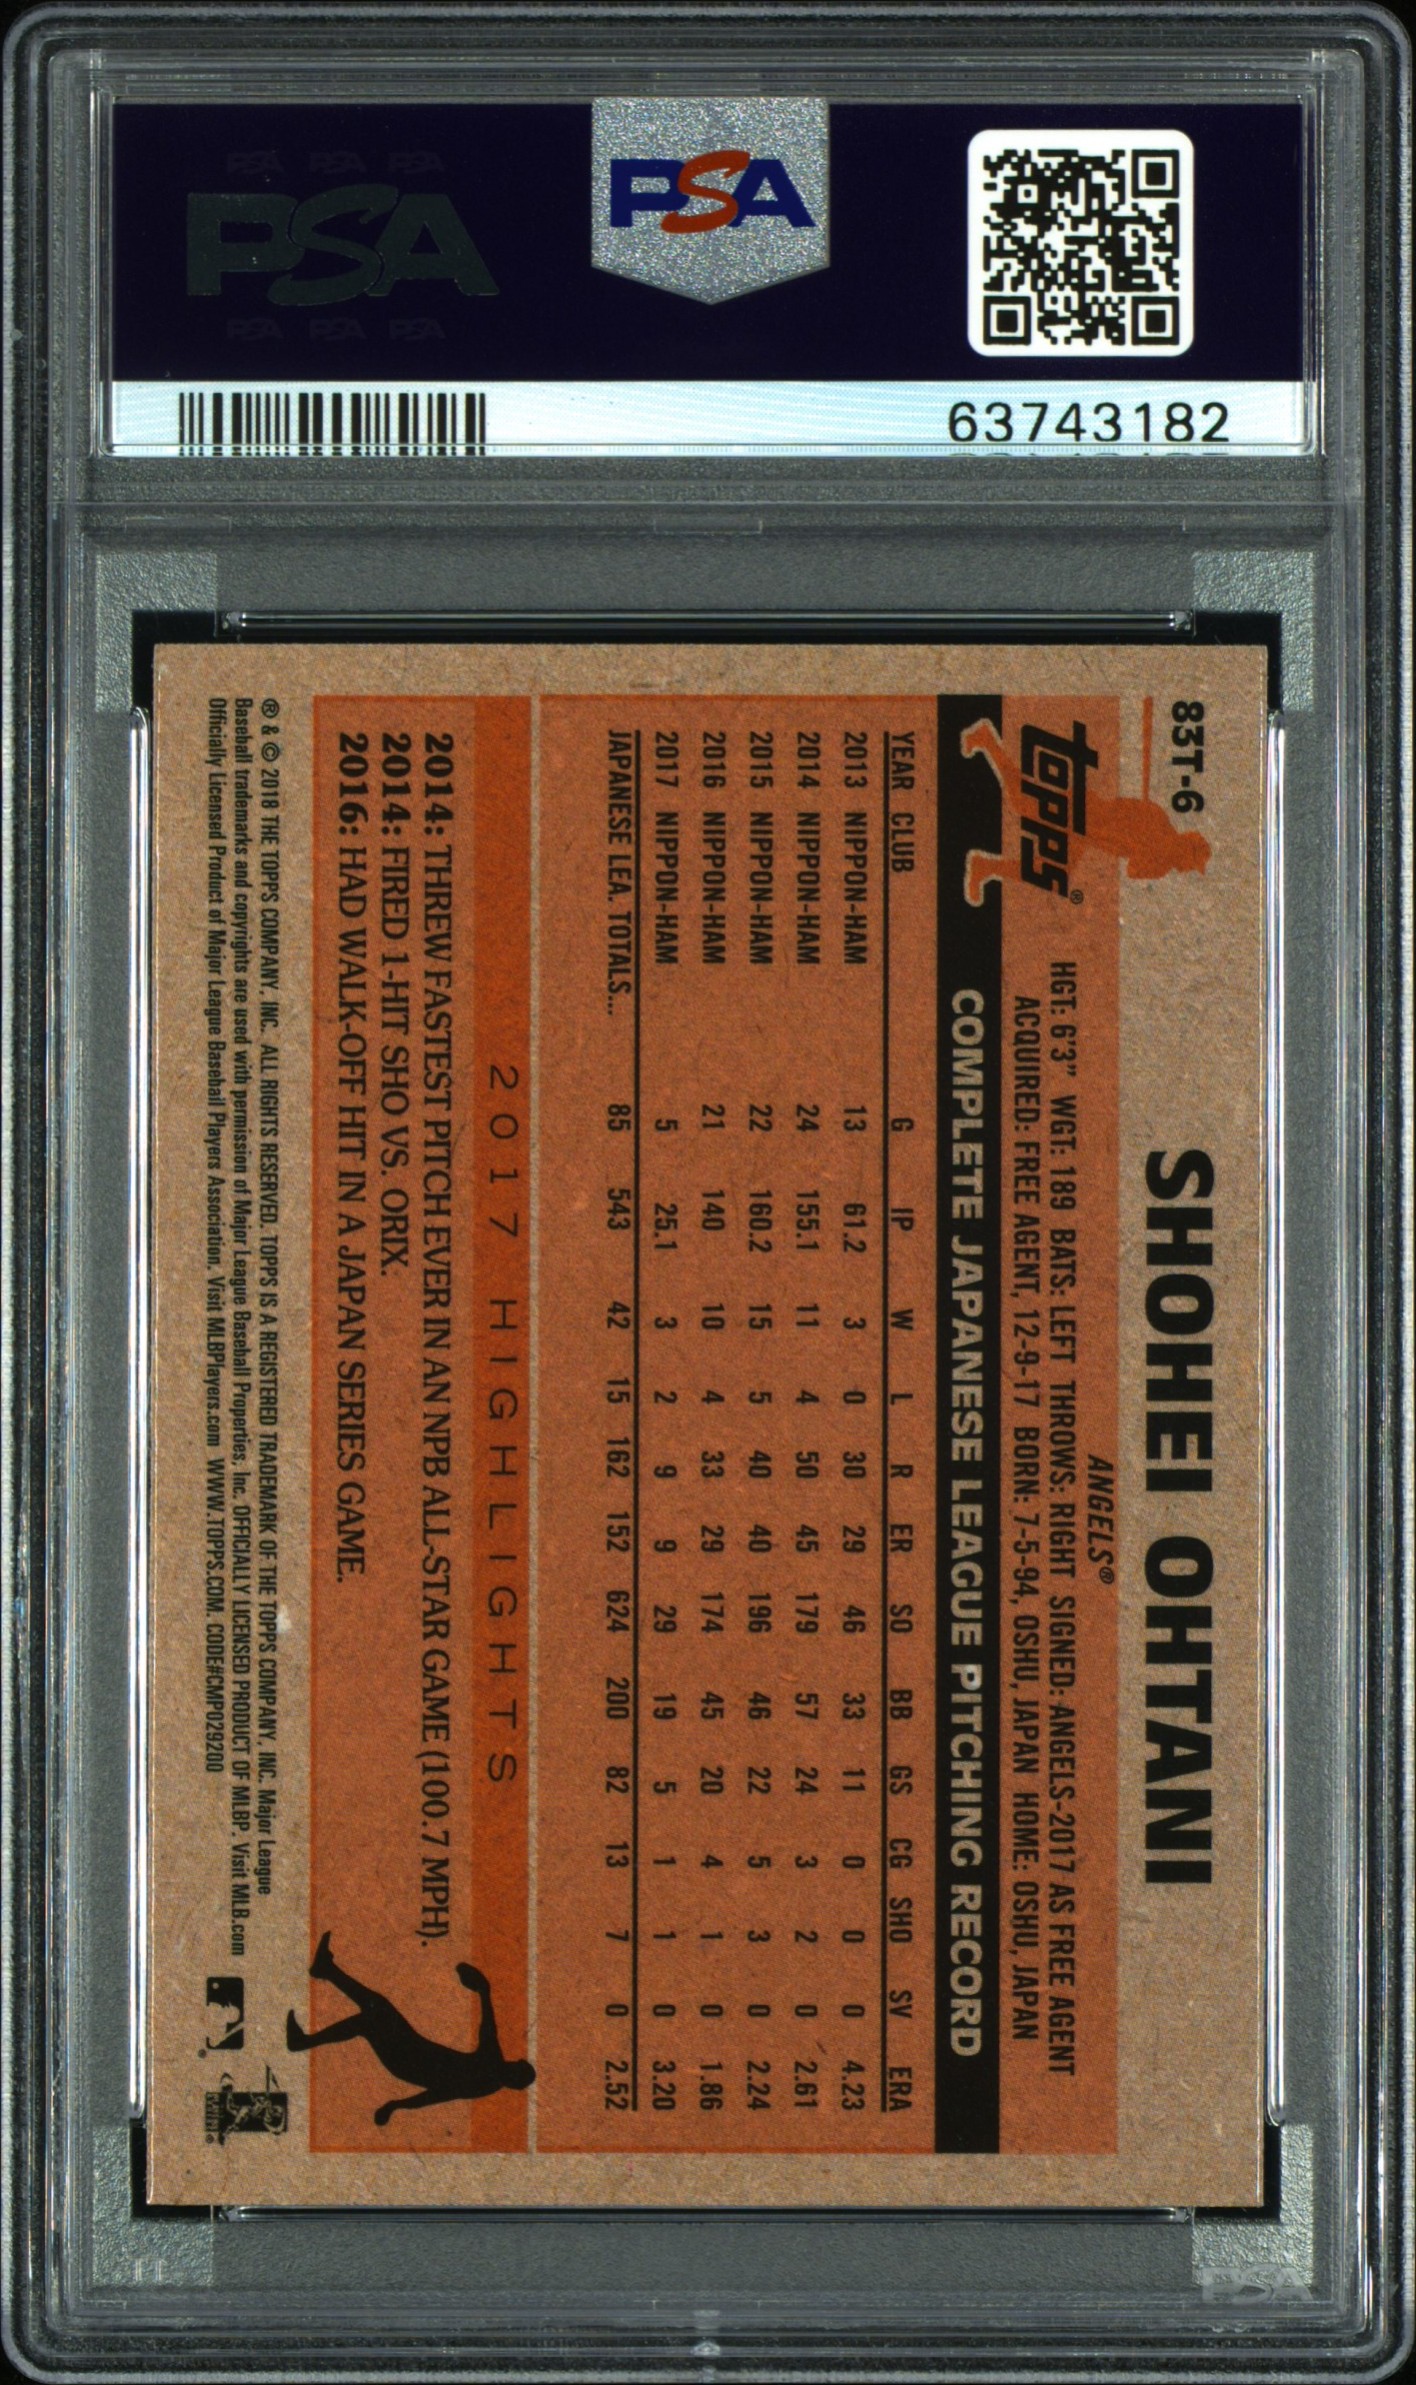 PSA PSA PSA
PSA
PSA PSA PSA
PSA
63743182
83T-6
SHOHEI OHTANI
ANGELS®
topps®
HGT: 6'3" WGT: 189 BATS: LEFT THROWS: RIGHT SIGNED: ANGELS-2017 AS FREE AGENT
ACQUIRED: FREE AGENT, 12-9-17 BORN: 7-5-94, OSHU, JAPAN HOME: OSHU, JAPAN
COMPLETE JAPANESE LEAGUE PITCHING RECORD
YEAR CLUB G IP W L R ER SO BB GS CG SHO SV ERA
2013 NIPPON-HAM 13 61.2 3 0 30 29 46 33 11 0 0 0 4.23
2014 NIPPON-HAM 24 155.1 11 4 50 45 179 57 24 3 2 0 2.61
2015 NIPPON-HAM 22 160.2 15 5 40 40 196 46 22 5 3 0 2.24
2016 NIPPON-HAM 21 140 10 4 33 29 174 45 20 4 1 0 1.86
2017 NIPPON-HAM 5 25.1 3 2 9 9 29 19 5 1 1 0 3.20
JAPANESE LEA. TOTALS... 85 543 42 15 162 152 624 200 82 13 7 0 2.52
2017 HIGHLIGHTS
2014: THREW FASTEST PITCH EVER IN AN NPB ALL-STAR GAME (100.7 MPH).
2014: FIRED 1-HIT SHO VS. ORIX.
2016: HAD WALK-OFF HIT IN A JAPAN SERIES GAME.
® & © 2018 THE TOPPS COMPANY, INC. ALL RIGHTS RESERVED. TOPPS IS A REGISTERED TRADEMARK OF THE TOPPS COMPANY, INC. Major League
Baseball trademarks and copyrights are used with permission of Major League Baseball Properties, Inc. OFFICIALLY LICENSED PRODUCT OF MLBP. Visit MLB.com
Officially Licensed Product of Major League Baseball Players Association. Visit MLBPlayers.com WWW.TOPPS.COM. CODE#CMP029200
PSA